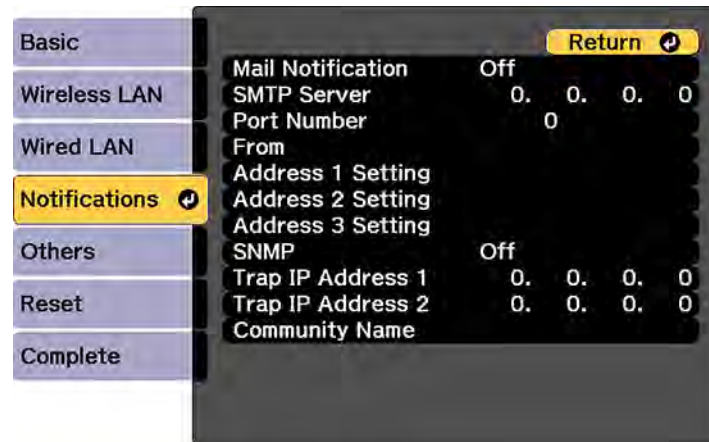 Basic
Wireless LAN
Wired LAN
Notifications
Others
Reset
Complete
Return
Mail Notification Off
SMTP Server 0. 0. 0. 0
Port Number 0
From
Address 1 Setting
Address 2 Setting
Address 3 Setting
SNMP Off
Trap IP Address 1 0. 0. 0. 0
Trap IP Address 2 0. 0. 0. 0
Community Name